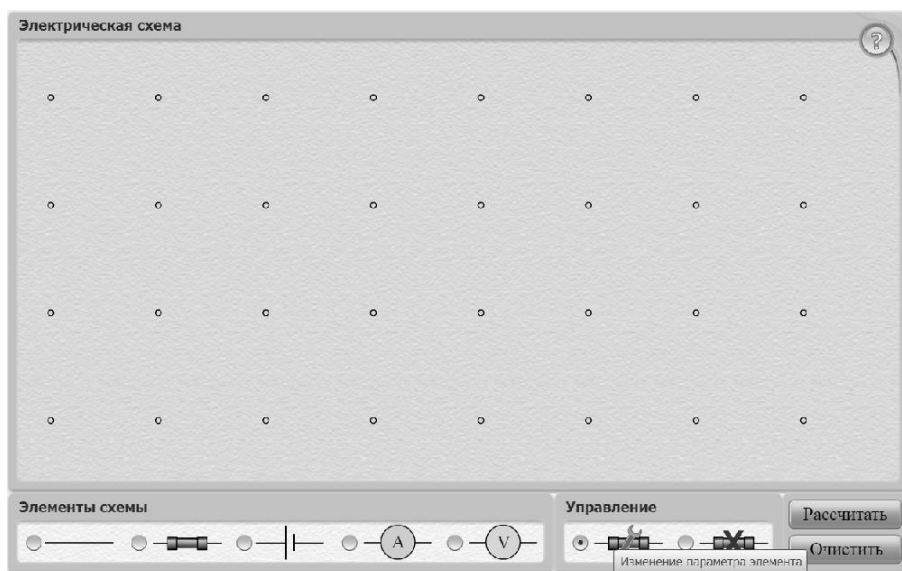 Электрическая схема
?
Элементы схемы
A
V
Управление
Изменение параметра элемента
Рассчитать
Очистить